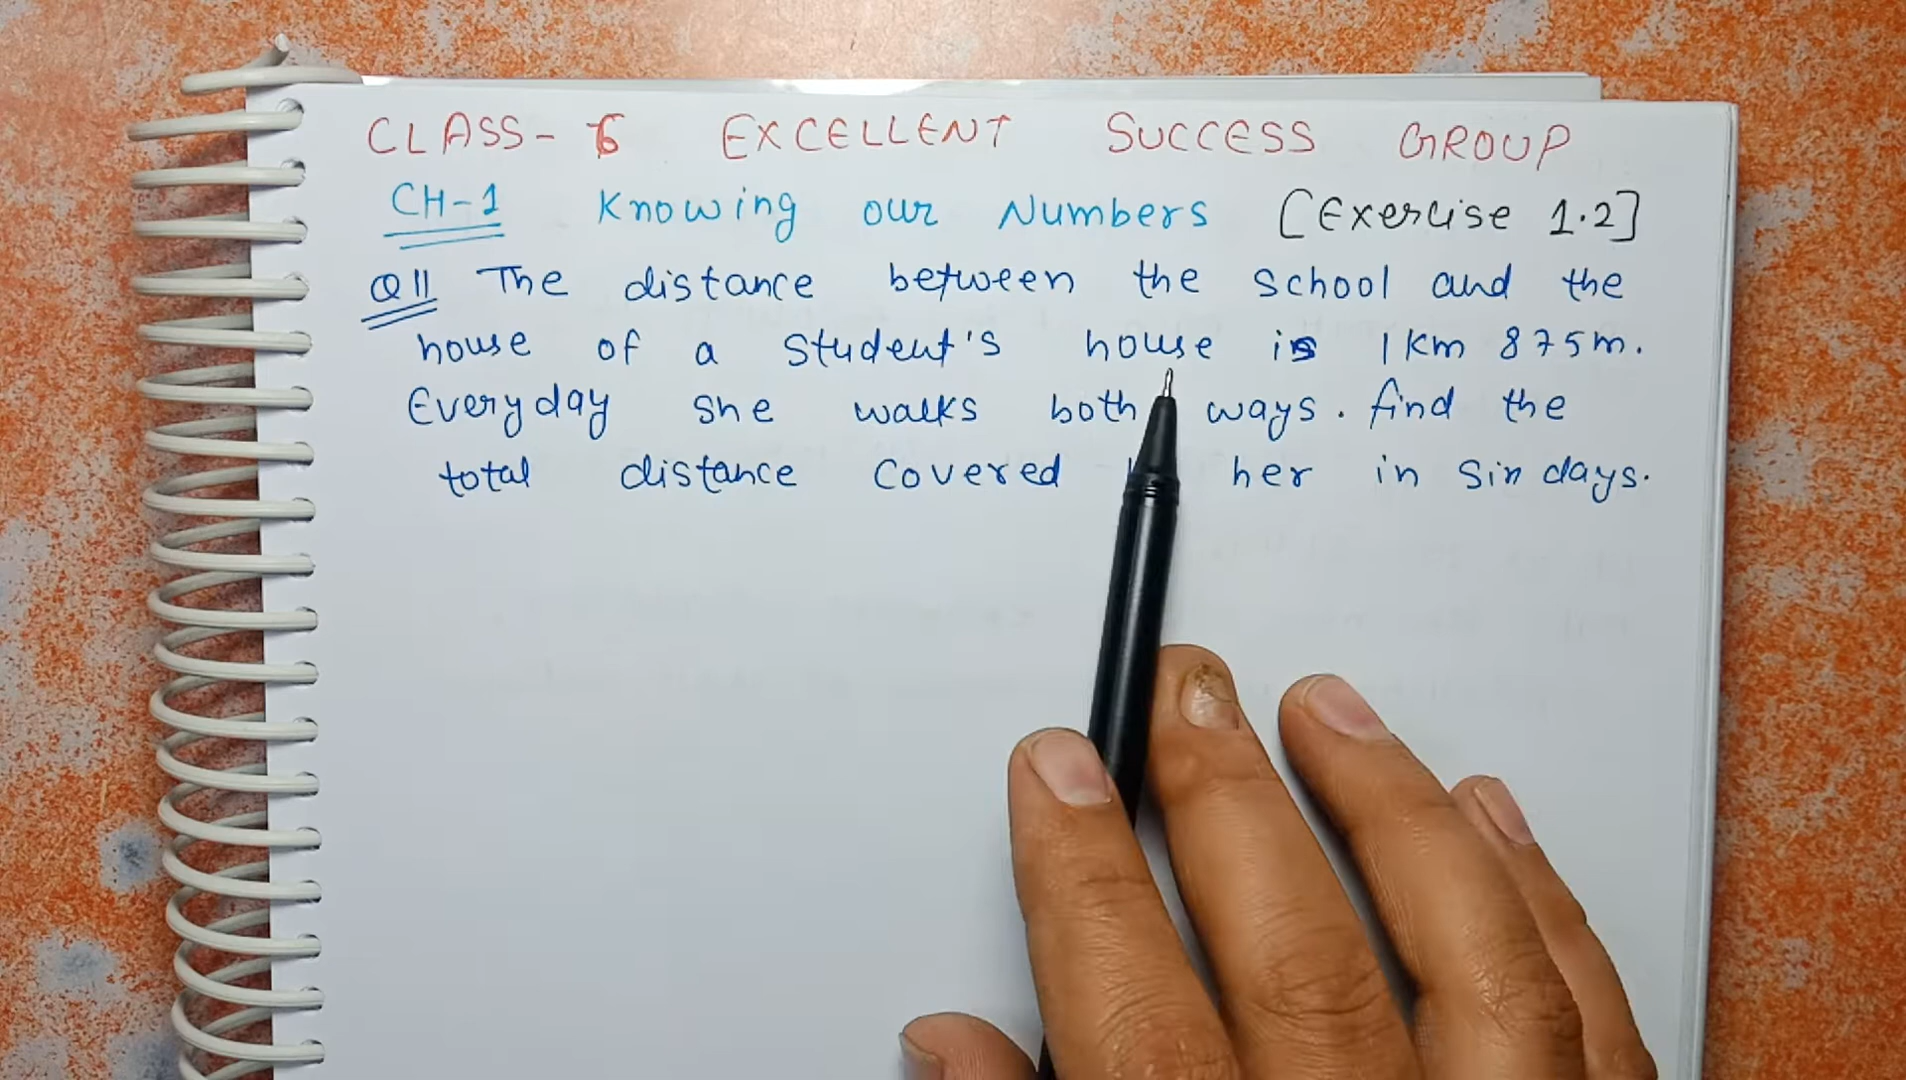 CLASS-6 EXCELLENT SUCCESS GROUP
CH-1 Knowing our Numbers [Exercise 1.2]
Q11 The distance between the school and the
house of a student's house is 1km 875m.
Everyday she walks both ways. find the
total distance covered her in six days.